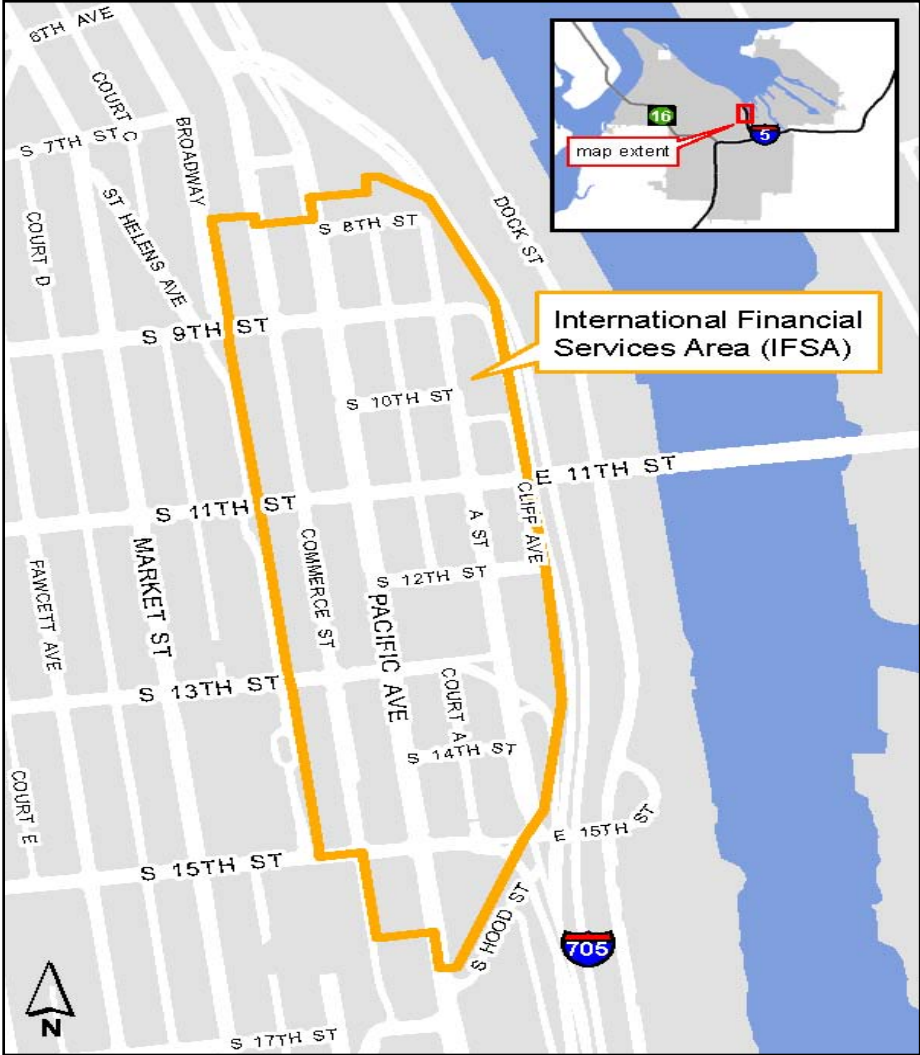 6TH AVE
COURT C
S 7TH ST
BROADWAY
ST HELENS AVE
COURT D
S 8TH ST
DOCK ST
16
5
map extent
S 9TH ST
International Financial
Services Area (IFSA)
S 10TH ST
E 11TH ST
S 11TH ST
CLIFF AVE
A ST
COMMERCE ST
MARKET ST
FAWCETT AVE
S 12TH ST
PACIFIC AVE
S 13TH ST
COURT A
S 14TH ST
COURT E
E 15TH ST
S 15TH ST
S HOOD ST
705
N
S 17TH ST